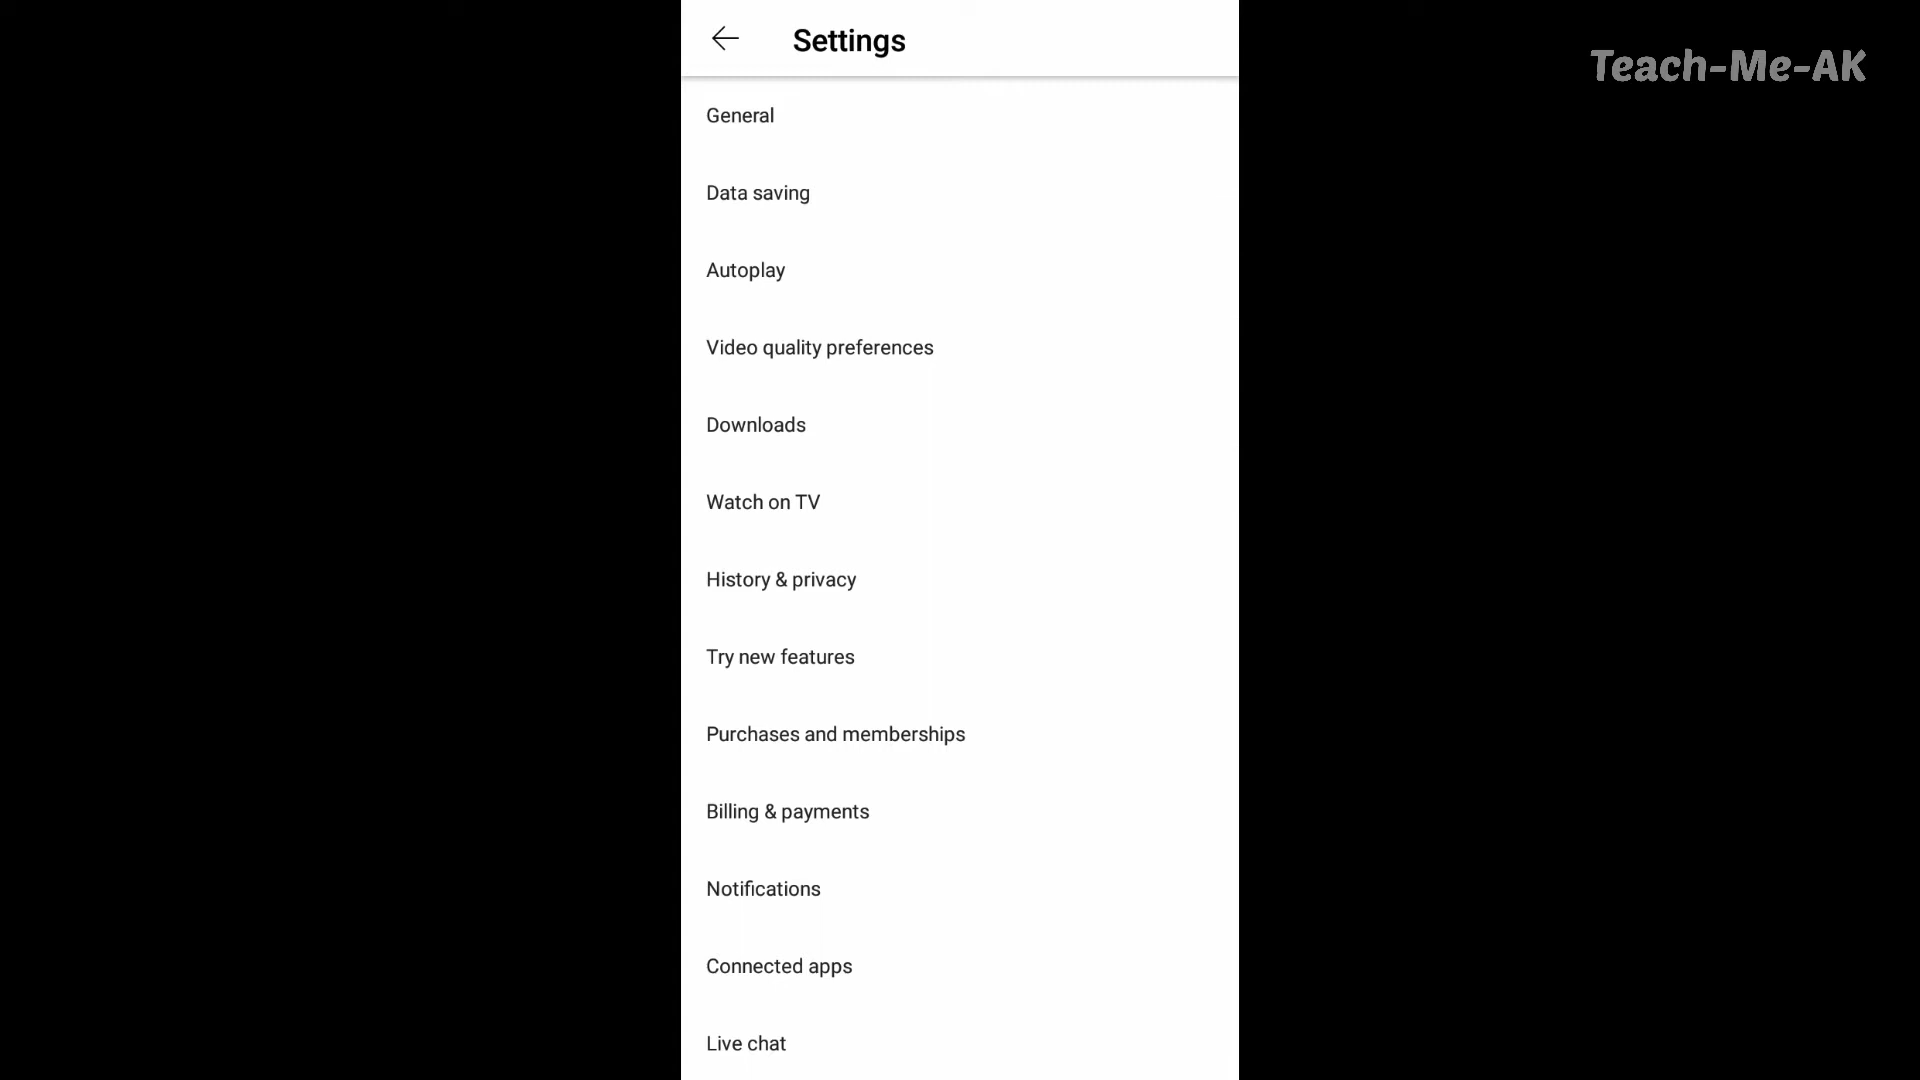 Settings
Teach-Me-AK
General
Data saving
Autoplay
Video quality preferences
Downloads
Watch on TV
History & privacy
Try new features
Purchases and memberships
Billing & payments
Notifications
Connected apps
Live chat